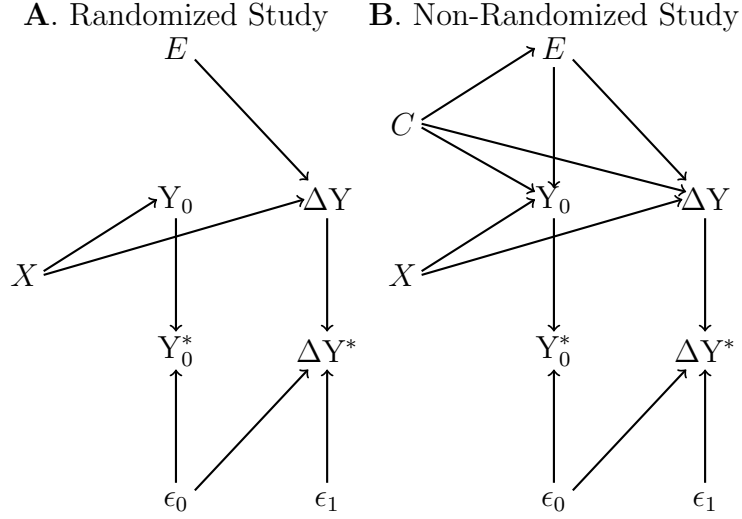 A. Randomized Study B. Non-Randomized Study
E E
C
Y₀ ΔY Y₀ ΔY
X X
Y₀* ΔY* Y₀* ΔY*
ϵ₀ ϵ₁ ϵ₀ ϵ₁